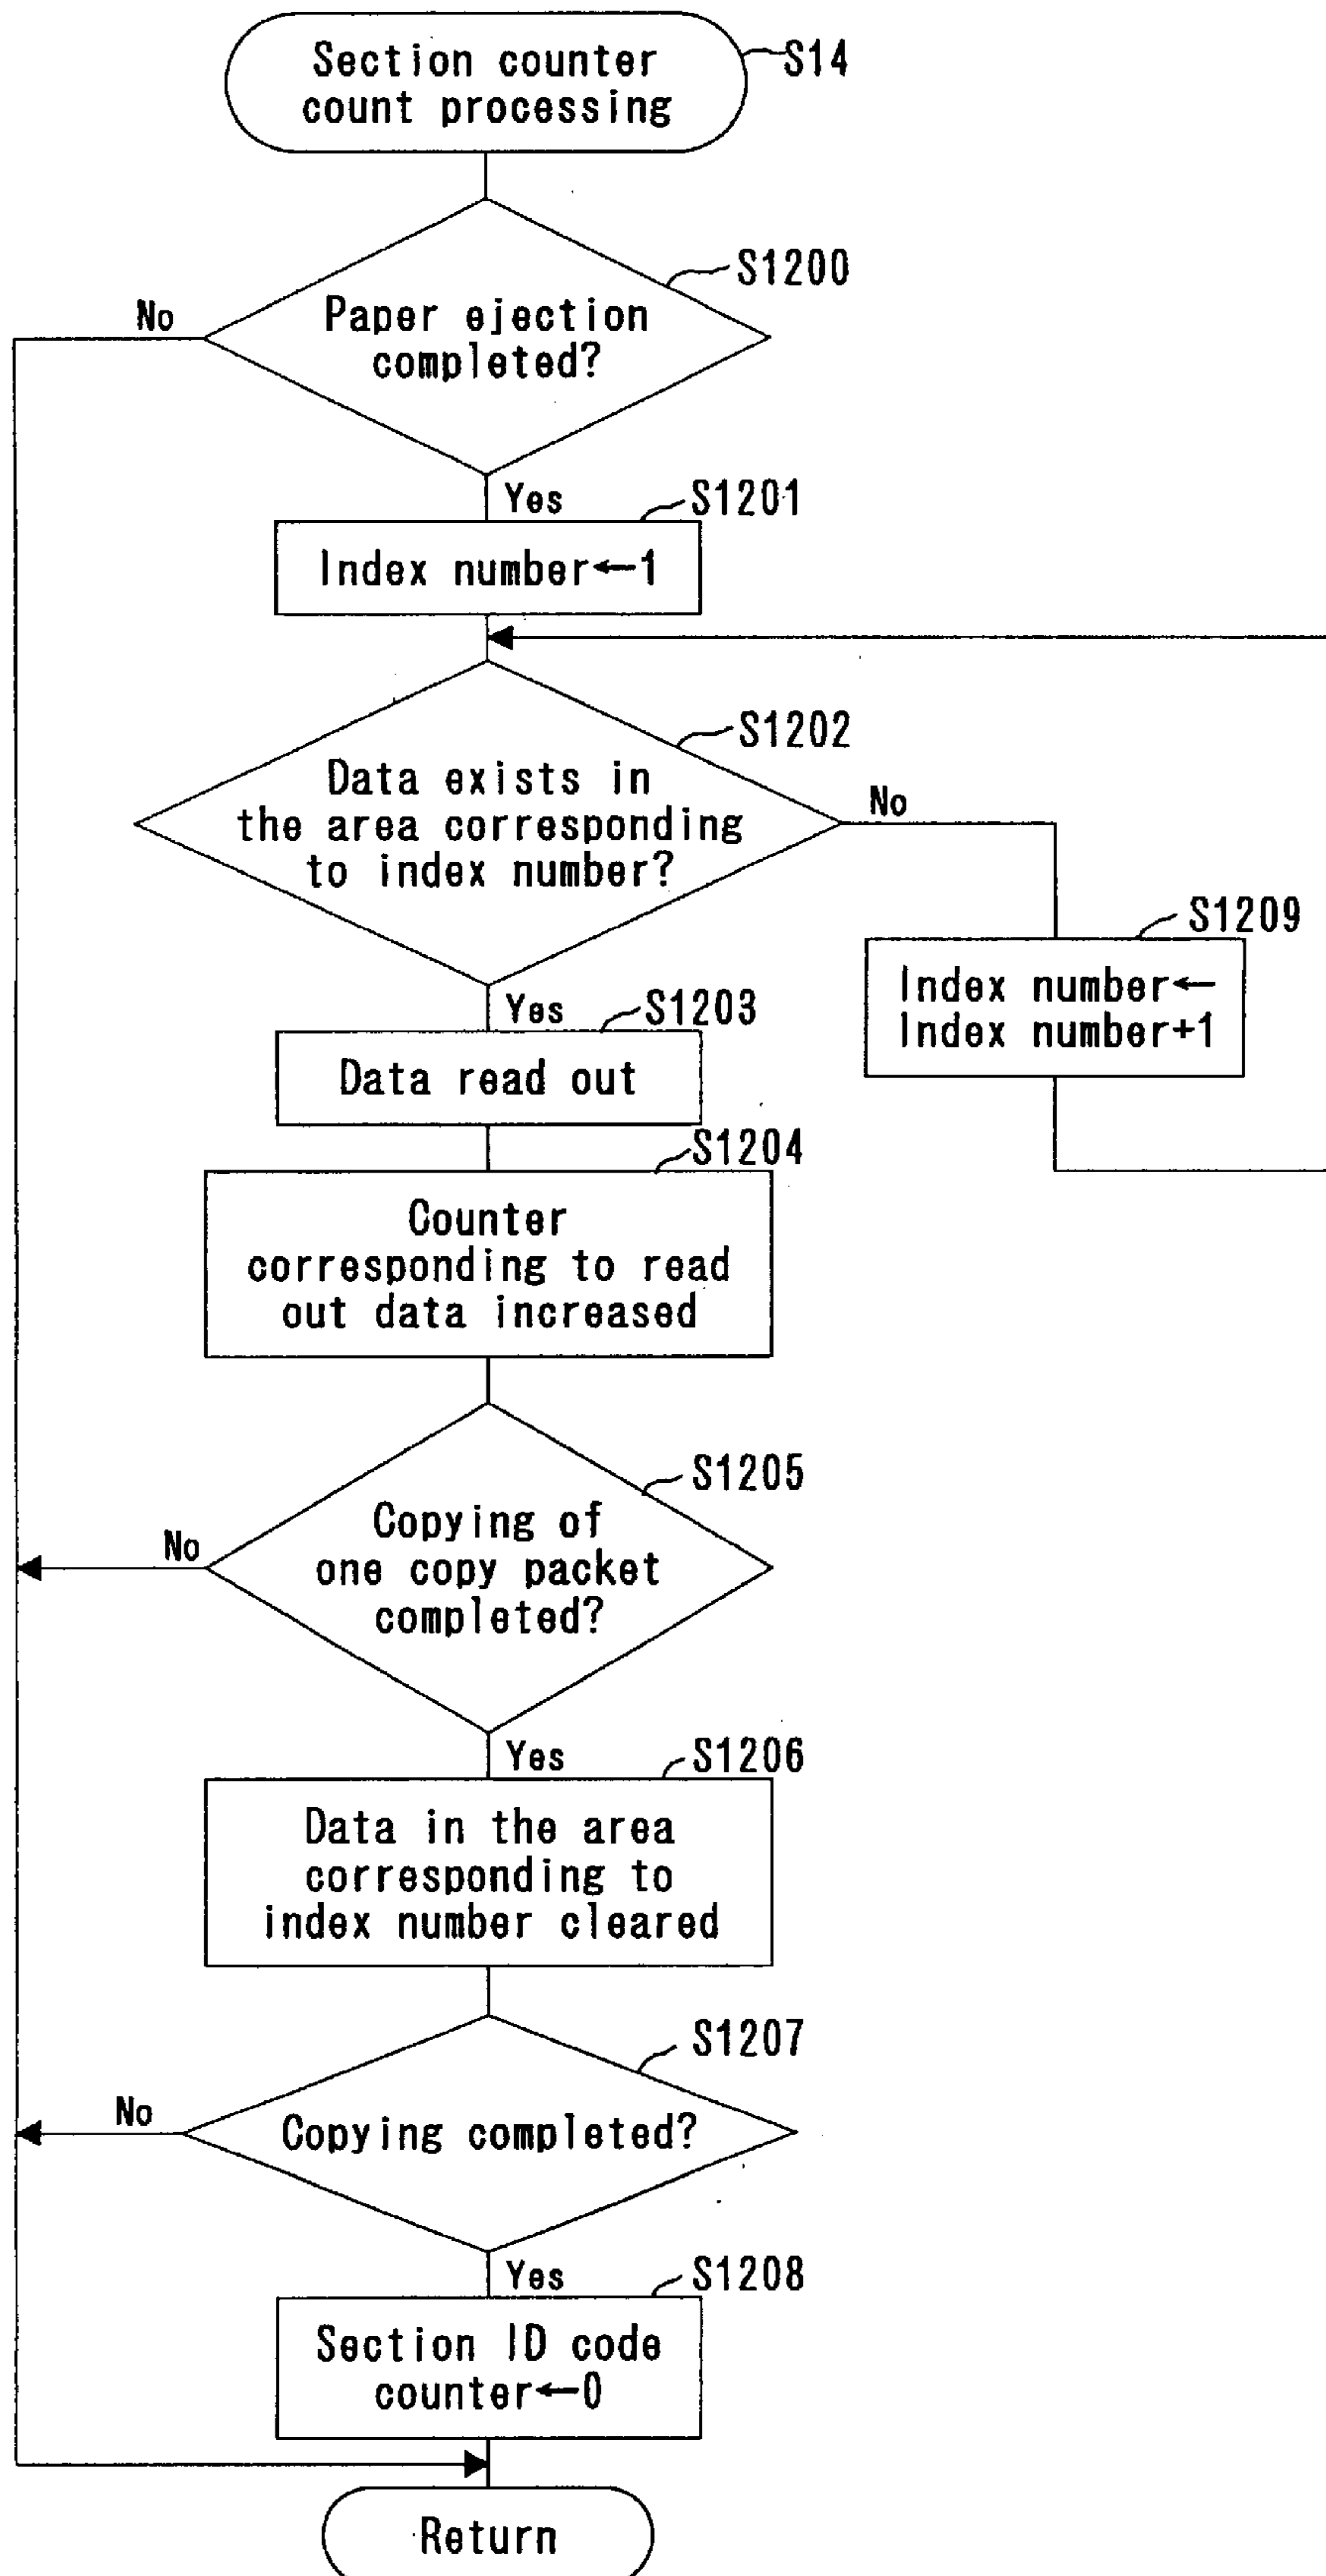 Section counter
count processing
S14
S1200
No
Paper ejection
completed?
Yes
S1201
Index number←1
S1202
Data exists in
the area corresponding
to index number?
No
S1209
Index number←
Index number+1
Yes
S1203
Data read out
S1204
Counter
corresponding to read
out data increased
S1205
Copying of
one copy packet
completed?
No
Yes
S1206
Data in the area
corresponding to
index number cleared
S1207
No
Copying completed?
Yes
S1208
Section ID code
counter←0
Return